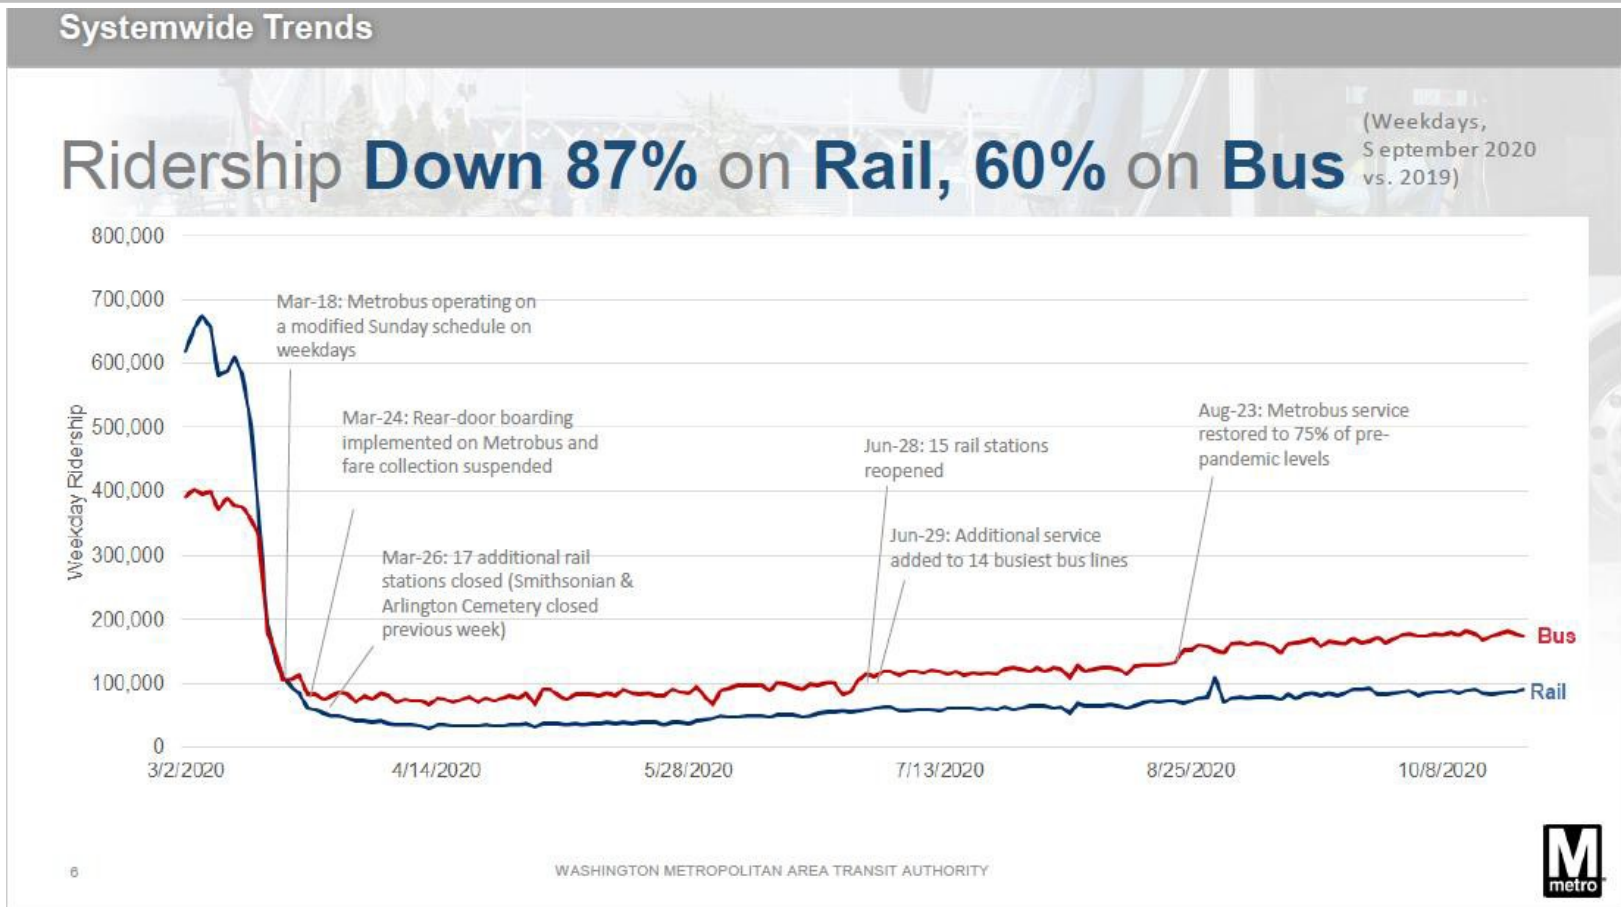 Systemwide Trends
Ridership Down 87% on Rail, 60% on Bus
(Weekdays,
S eptember 2020
vs. 2019)
Weekday Ridership
800,000
700,000
600,000
500,000
400,000
300,000
200,000
100,000
0
Mar-18: Metrobus operating on
a modified Sunday schedule on
weekdays
Mar-24: Rear-door boarding
implemented on Metrobus and
fare collection suspended
Mar-26: 17 additional rail
stations closed (Smithsonian &
Arlington Cemetery closed
previous week)
Jun-28: 15 rail stations
reopened
Jun-29: Additional service
added to 14 busiest bus lines
Aug-23: Metrobus service
restored to 75% of pre-
pandemic levels
Bus
Rail
3/2/2020
4/14/2020
5/28/2020
7/13/2020
8/25/2020
10/8/2020
6
WASHINGTON METROPOLITAN AREA TRANSIT AUTHORITY
M
metro